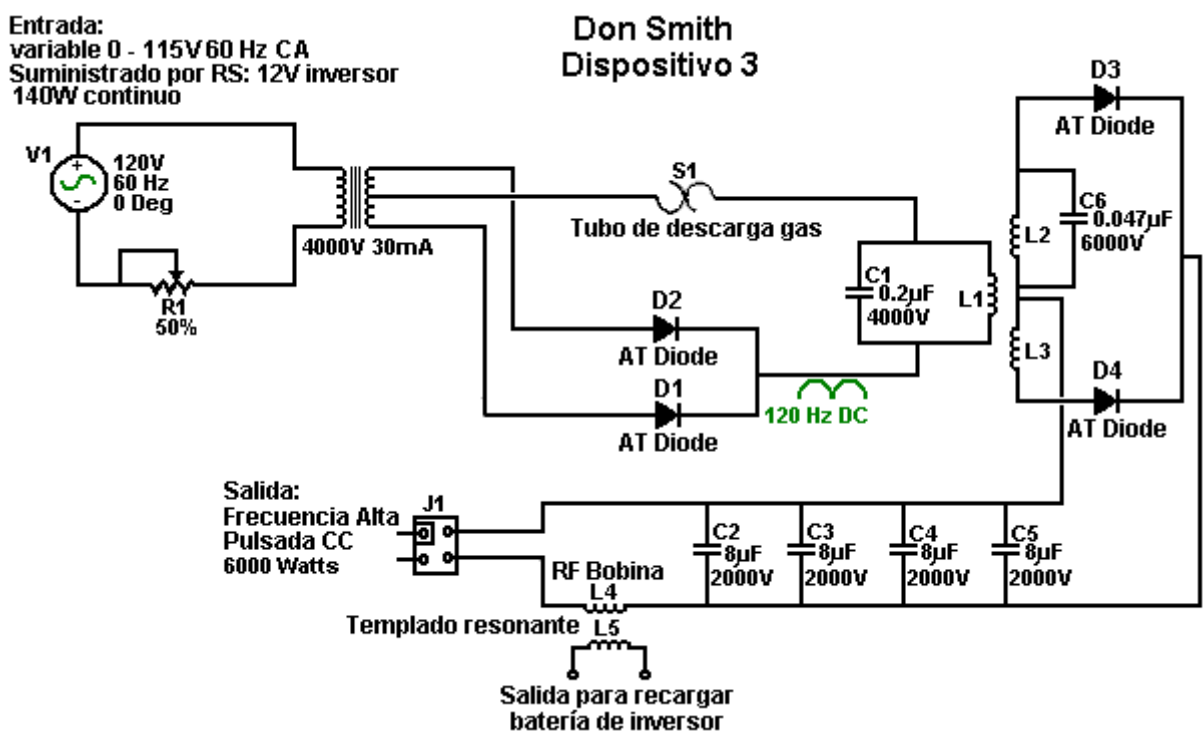 Entrada:
variable 0 - 115V 60 Hz CA
Suministrado por RS: 12V inversor
140W continuo
Don Smith
Dispositivo 3
V1
+
-
120V
60 Hz
0 Deg
R1
50%
4000V 30mA
S1
Tubo de descarga gas
D2
AT Diode
D1
AT Diode
120 Hz DC
C1
0.2µF
4000V
L1
L2
L3
C6
0.047µF
6000V
D3
AT Diode
D4
AT Diode
Salida:
Frecuencia Alta
Pulsada CC
6000 Watts
J1
C2
8µF
2000V
C3
8µF
2000V
C4
8µF
2000V
C5
8µF
2000V
RF Bobina
L4
Templado resonante
L5
Salida para recargar
batería de inversor